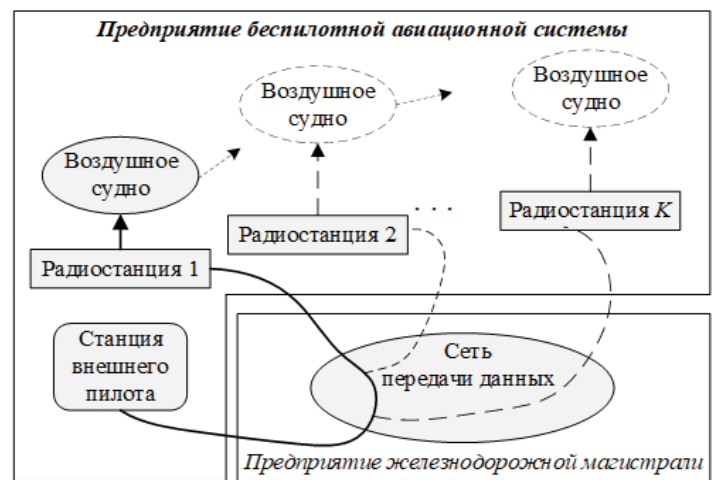 Предприятие беспилотной авиационной системы
Воздушное
судно
Воздушное
судно
Воздушное
судно
Радиостанция 1
Радиостанция 2
. . .
Радиостанция K
Станция
внешнего
пилота
Сеть
передачи данных
Предприятие железнодорожной магистрали